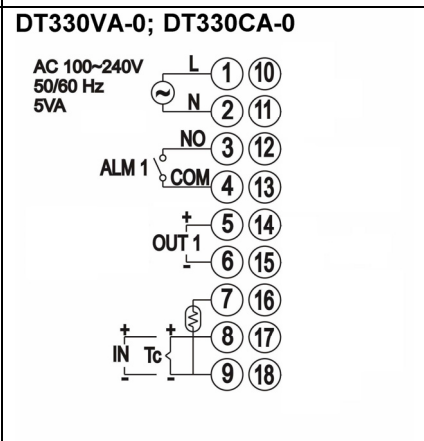 DT330VA-0; DT330CA-0
AC 100~240V
50/60 Hz
5VA
L 1 10
~
N 2 11
NO 3 12
ALM 1
COM 4 13
+ 5 14
OUT 1
- 6 15
7 16
+ + 8 17
IN Tc
- - 9 18